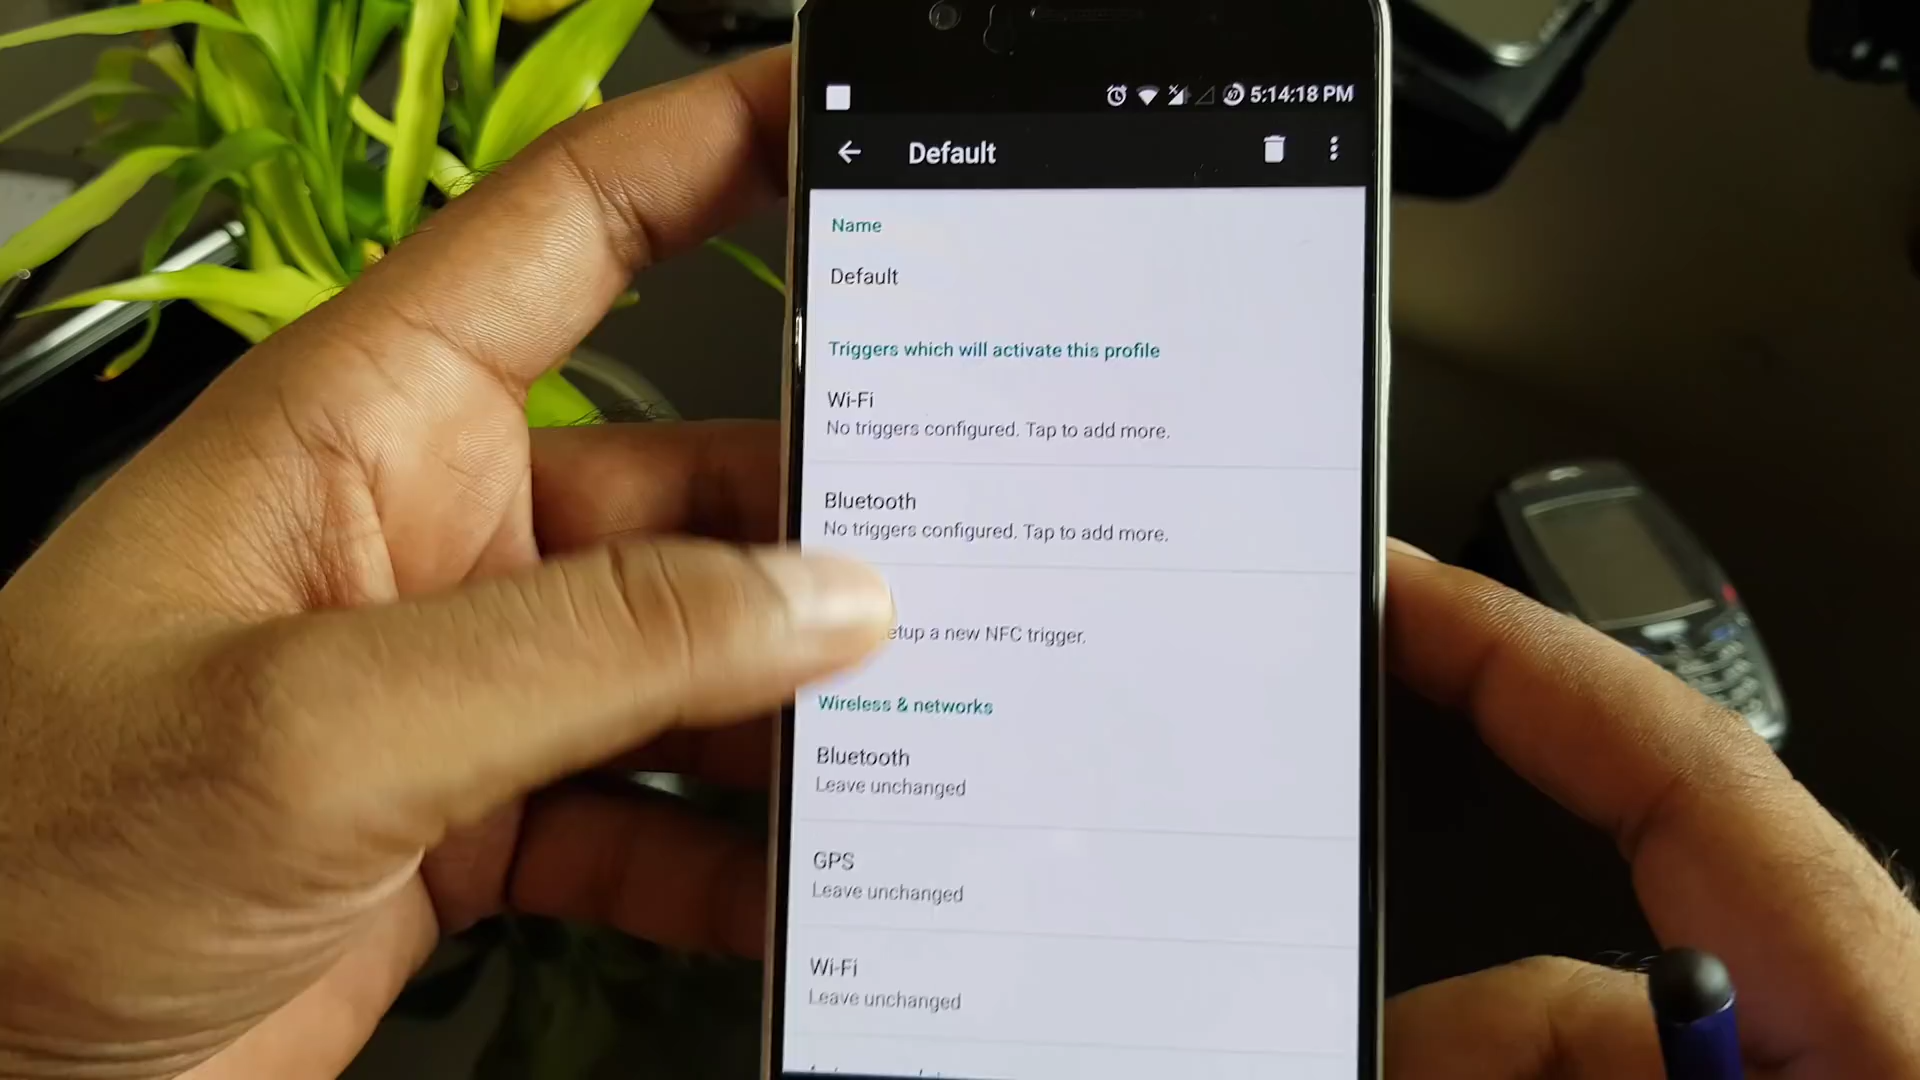 5:14:18 PM
Default
Name
Default
Triggers which will activate this profile
Wi-Fi
No triggers configured. Tap to add more.
Bluetooth
No triggers configured. Tap to add more.
a new NFC trigger.
Wireless & networks
Bluetooth
Leave unchanged
GPS
Leave unchanged
Wi-Fi
Leave unchanged